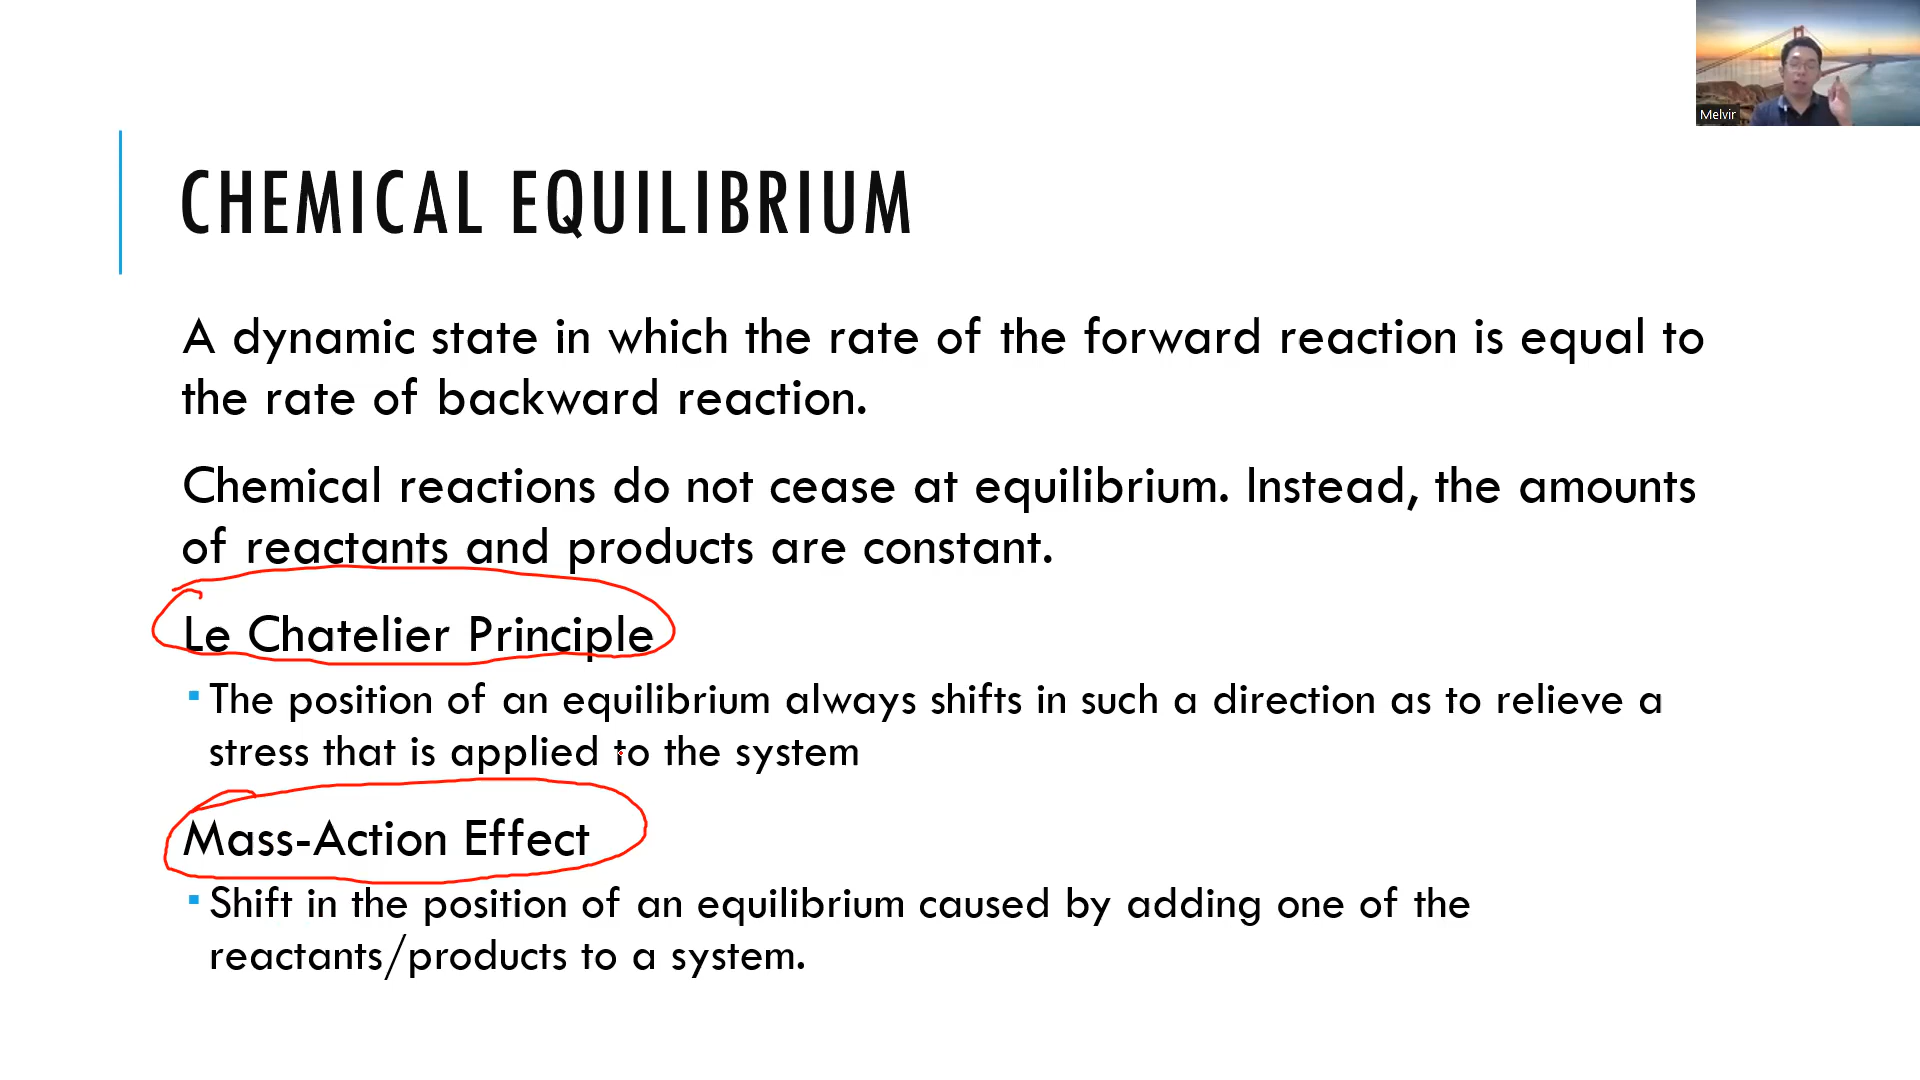 Melvir
CHEMICAL EQUILIBRIUM
A dynamic state in which the rate of the forward reaction is equal to
the rate of backward reaction.
Chemical reactions do not cease at equilibrium. Instead, the amounts
of reactants and products are constant.
Le Chatelier Principle
▪ The position of an equilibrium always shifts in such a direction as to relieve a
stress that is applied to the system
Mass-Action Effect
▪ Shift in the position of an equilibrium caused by adding one of the
reactants/products to a system.